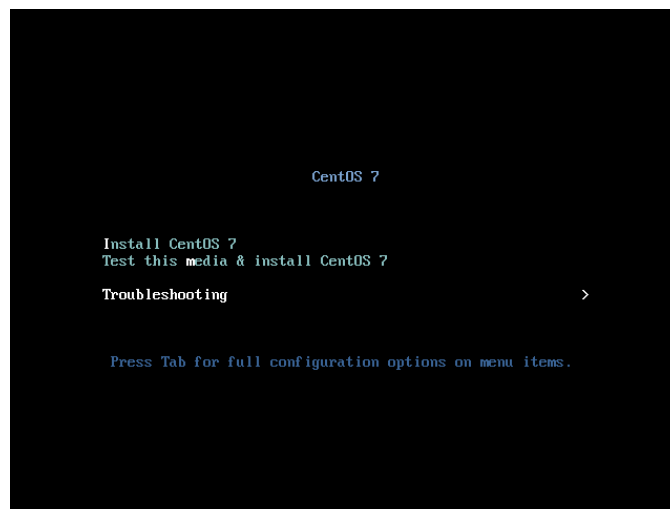 CentOS 7
Install CentOS 7
Test this media & install CentOS 7
Troubleshooting >
Press Tab for full configuration options on menu items.